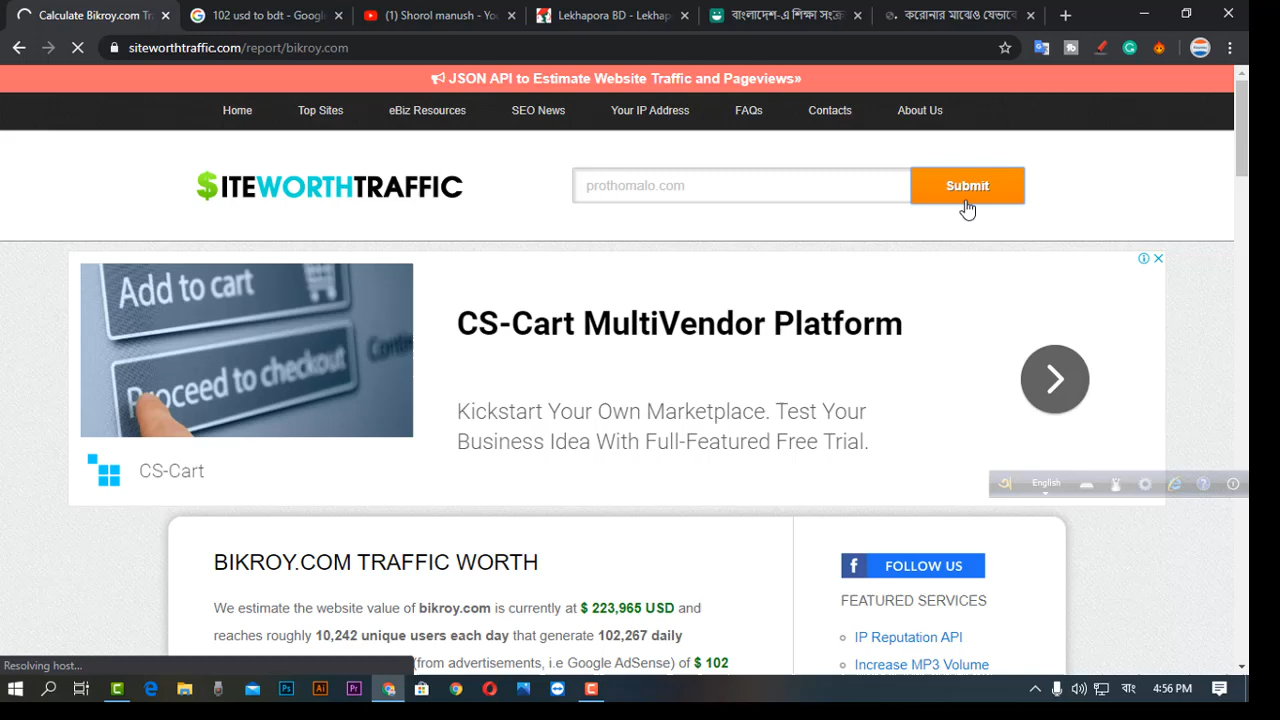 Calculate Bikroy.com Tra
102 usd to bdt - Google
(1) Shorol manush - Yo
Lekhapora BD - Lekhap
বাংলাদেশ-এ শিক্ষা সংক্র
করোনার মাঝেও যেভাবে
siteworthtraffic.com/report/bikroy.com
JSON API to Estimate Website Traffic and Pageviews»
Home Top Sites eBiz Resources SEO News Your IP Address FAQs Contacts About Us
$ITEWORTHTRAFFIC
prothomalo.com
Submit
Add to cart
Proceed to checkout
CS-Cart MultiVendor Platform
Kickstart Your Own Marketplace. Test Your
Business Idea With Full-Featured Free Trial.
CS-Cart
English
BIKROY.COM TRAFFIC WORTH
We estimate the website value of bikroy.com is currently at $ 223,965 USD and
reaches roughly 10,242 unique users each day that generate 102,267 daily
(from advertisements, i.e Google AdSense) of $ 102
f FOLLOW US
FEATURED SERVICES
IP Reputation API
Increase MP3 Volume
Resolving host...
Ps Ai Pr
বাং
4:56 PM